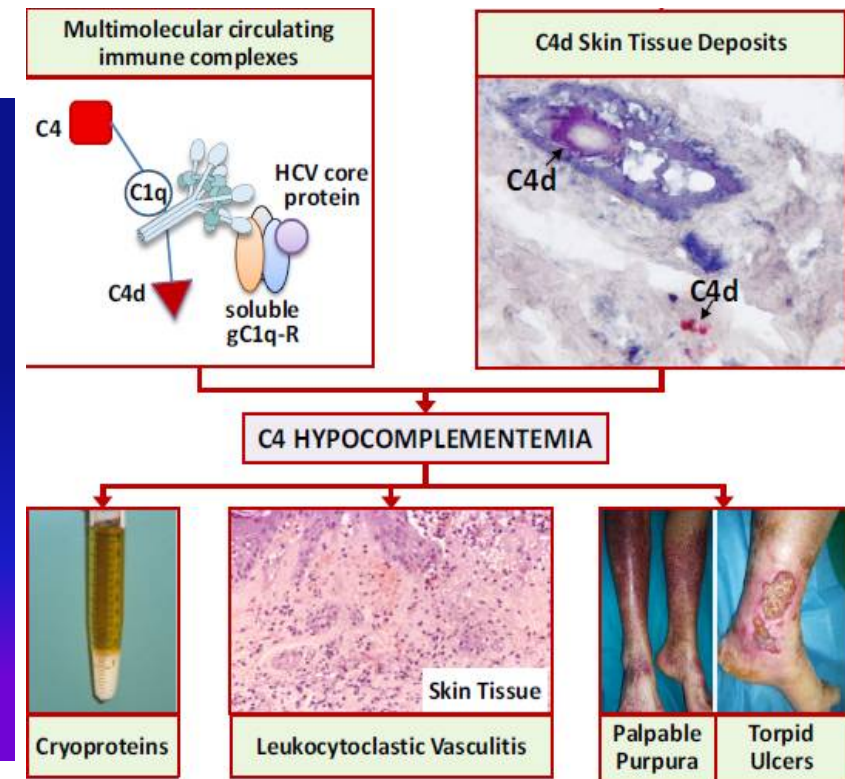 Multimolecular circulating
immune complexes
C4
C1q
HCV core
protein
C4d
soluble
gC1q-R
C4d Skin Tissue Deposits
C4d
C4d
C4 HYPOCOMPLEMENTEMIA
Skin Tissue
Cryoproteins
Leukocytoclastic Vasculitis
Palpable
Purpura
Torpid
Ulcers